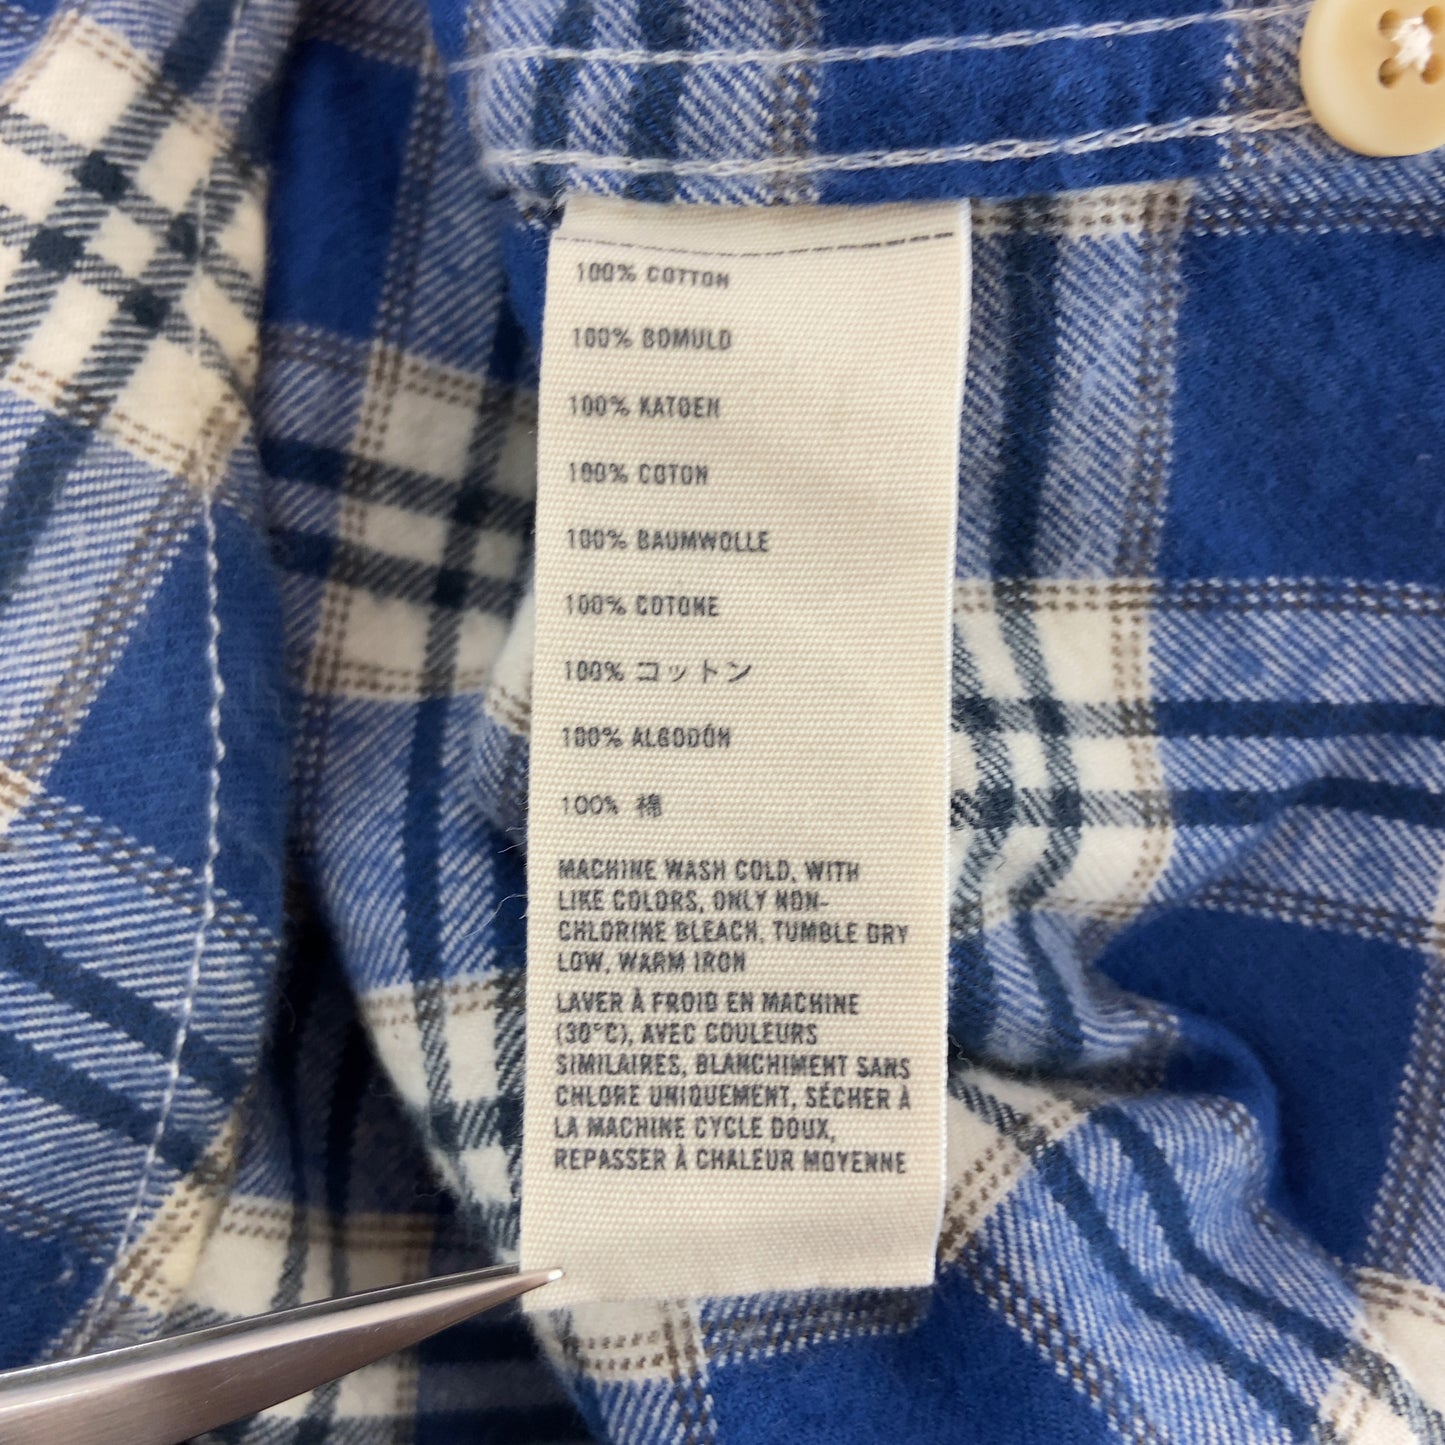 100% COTTON
100% BOMULD
100% KATOEN
100% COTON
100% BAUMWOLLE
100% COTONE
100% コットン
100% ALGODÓN
100% 棉
MACHINE WASH COLD, WITH
LIKE COLORS, ONLY NON-
CHLORINE BLEACH, TUMBLE DRY
LOW, WARM IRON
LAVER À FROID EN MACHINE
(30°C), AVEC COULEURS
SIMILAIRES, BLANCHIMENT SANS
CHLORE UNIQUEMENT, SÉCHER À
LA MACHINE CYCLE DOUX,
REPASSER À CHALEUR MOYENNE